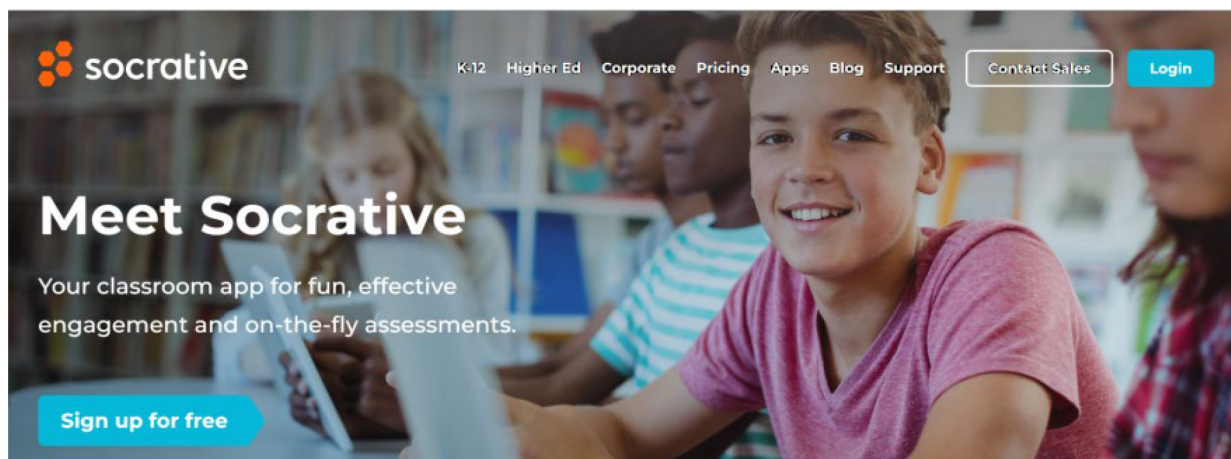 socrative
K-12 Higher Ed Corporate Pricing Apps Blog Support Contact Sales Login
Meet Socrative
Your classroom app for fun, effective
engagement and on-the-fly assessments.
Sign up for free